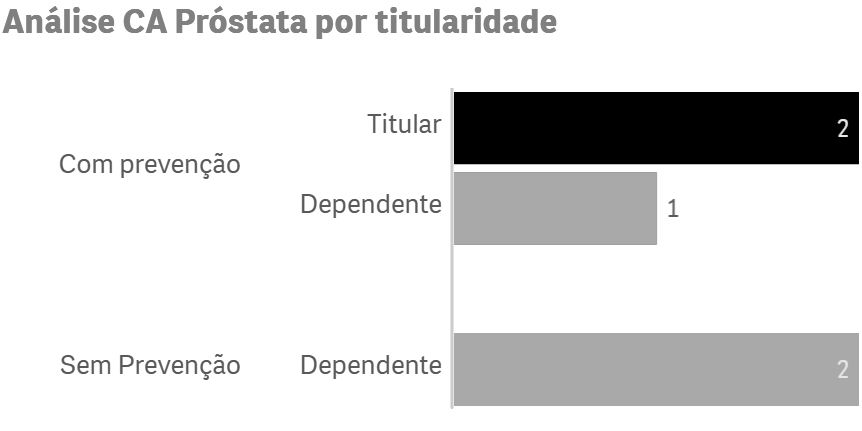 Análise CA Próstata por titularidade
Com prevenção
Titular
2
Dependente
1
Sem Prevenção
Dependente
2